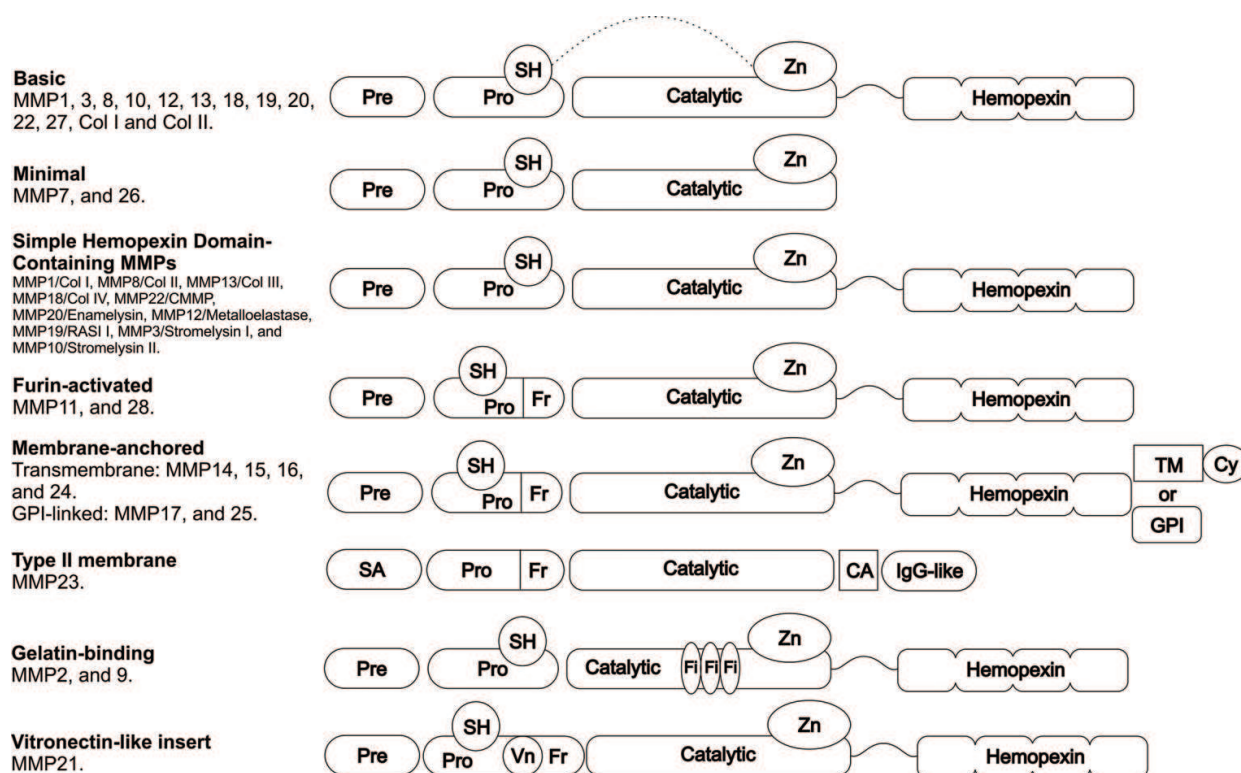 Basic
MMP1, 3, 8, 10, 12, 13, 18, 19, 20,
22, 27, Col I and Col II.
Pre
Pro
SH
Catalytic
Zn
Hemopexin
Minimal
MMP7, and 26.
Pre
Pro
SH
Catalytic
Zn
Simple Hemopexin Domain-
Containing MMPs
MMP1/Col I, MMP8/Col II, MMP13/Col III,
MMP18/Col IV, MMP22/CMMP,
MMP20/Enamelysin, MMP12/Metalloelastase,
MMP19/RASI I, MMP3/Stromelysin I, and
MMP10/Stromelysin II.
Pre
Pro
SH
Catalytic
Zn
Hemopexin
Furin-activated
MMP11, and 28.
Pre
SH
Pro
Fr
Catalytic
Zn
Hemopexin
Membrane-anchored
Transmembrane: MMP14, 15, 16,
and 24.
GPI-linked: MMP17, and 25.
Pre
SH
Pro
Fr
Catalytic
Zn
Hemopexin
TM
Cy
or
GPI
Type II membrane
MMP23.
SA
Pro
Fr
Catalytic
CA
IgG-like
Gelatin-binding
MMP2, and 9.
Pre
Pro
SH
Catalytic
Fi
Fi
Fi
Zn
Hemopexin
Vitronectin-like insert
MMP21.
Pre
SH
Pro
Vn
Fr
Catalytic
Zn
Hemopexin